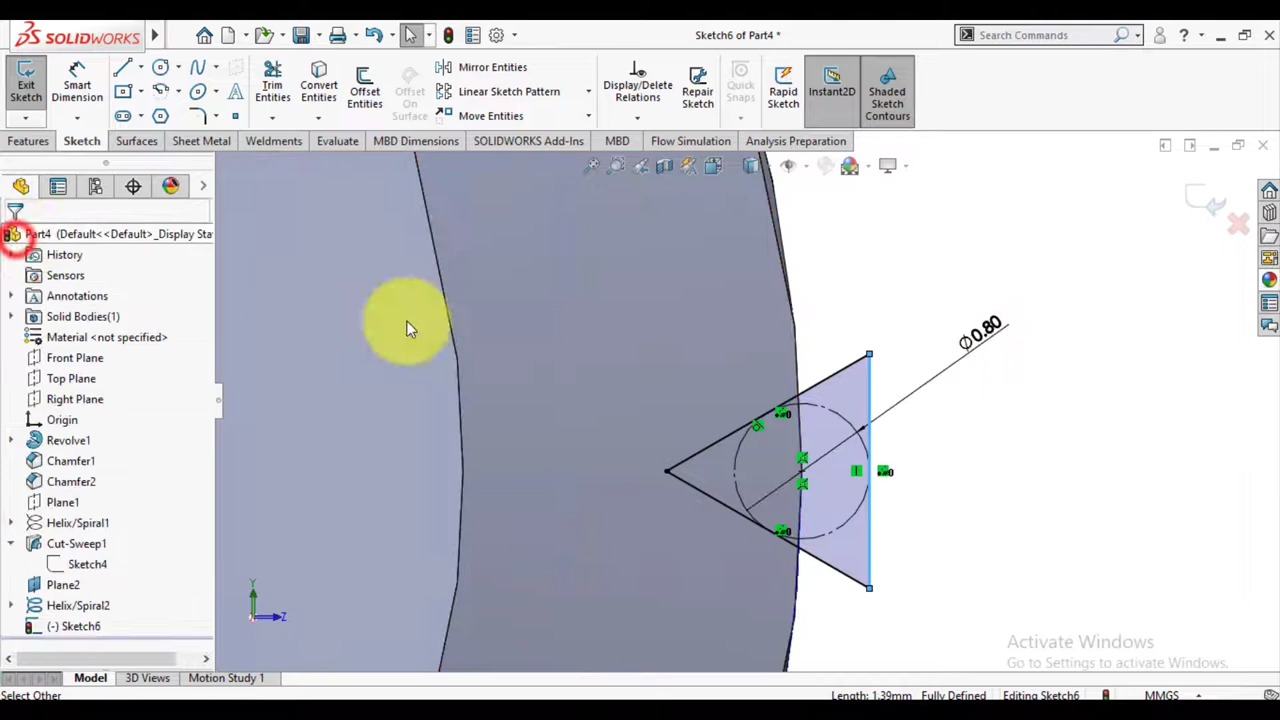 SOLIDWORKS
Sketch6 of Part4 *
Search Commands
?
Exit Sketch
Smart Dimension
Trim Entities
Convert Entities
Offset Entities
Offset On Surface
Mirror Entities
Linear Sketch Pattern
Move Entities
Display/Delete Relations
Repair Sketch
Quick Snaps
Rapid Sketch
Instant2D
Shaded Sketch Contours
Features
Sketch
Surfaces
Sheet Metal
Weldments
Evaluate
MBD Dimensions
SOLIDWORKS Add-Ins
MBD
Flow Simulation
Analysis Preparation
Part4 (Default<<Default>_Display Sta
History
Sensors
Annotations
Solid Bodies(1)
Material <not specified>
Front Plane
Top Plane
Right Plane
Origin
Revolve1
Chamfer1
Chamfer2
Plane1
Helix/Spiral1
Cut-Sweep1
Sketch4
Plane2
Helix/Spiral2
(-) Sketch6
Ø0.80
0
0
0
Y
Z
Activate Windows
Go to Settings to activate Windows.
Model
3D Views
Motion Study 1
Select Other
Length: 1.39mm
Fully Defined
Editing Sketch6
MMGS